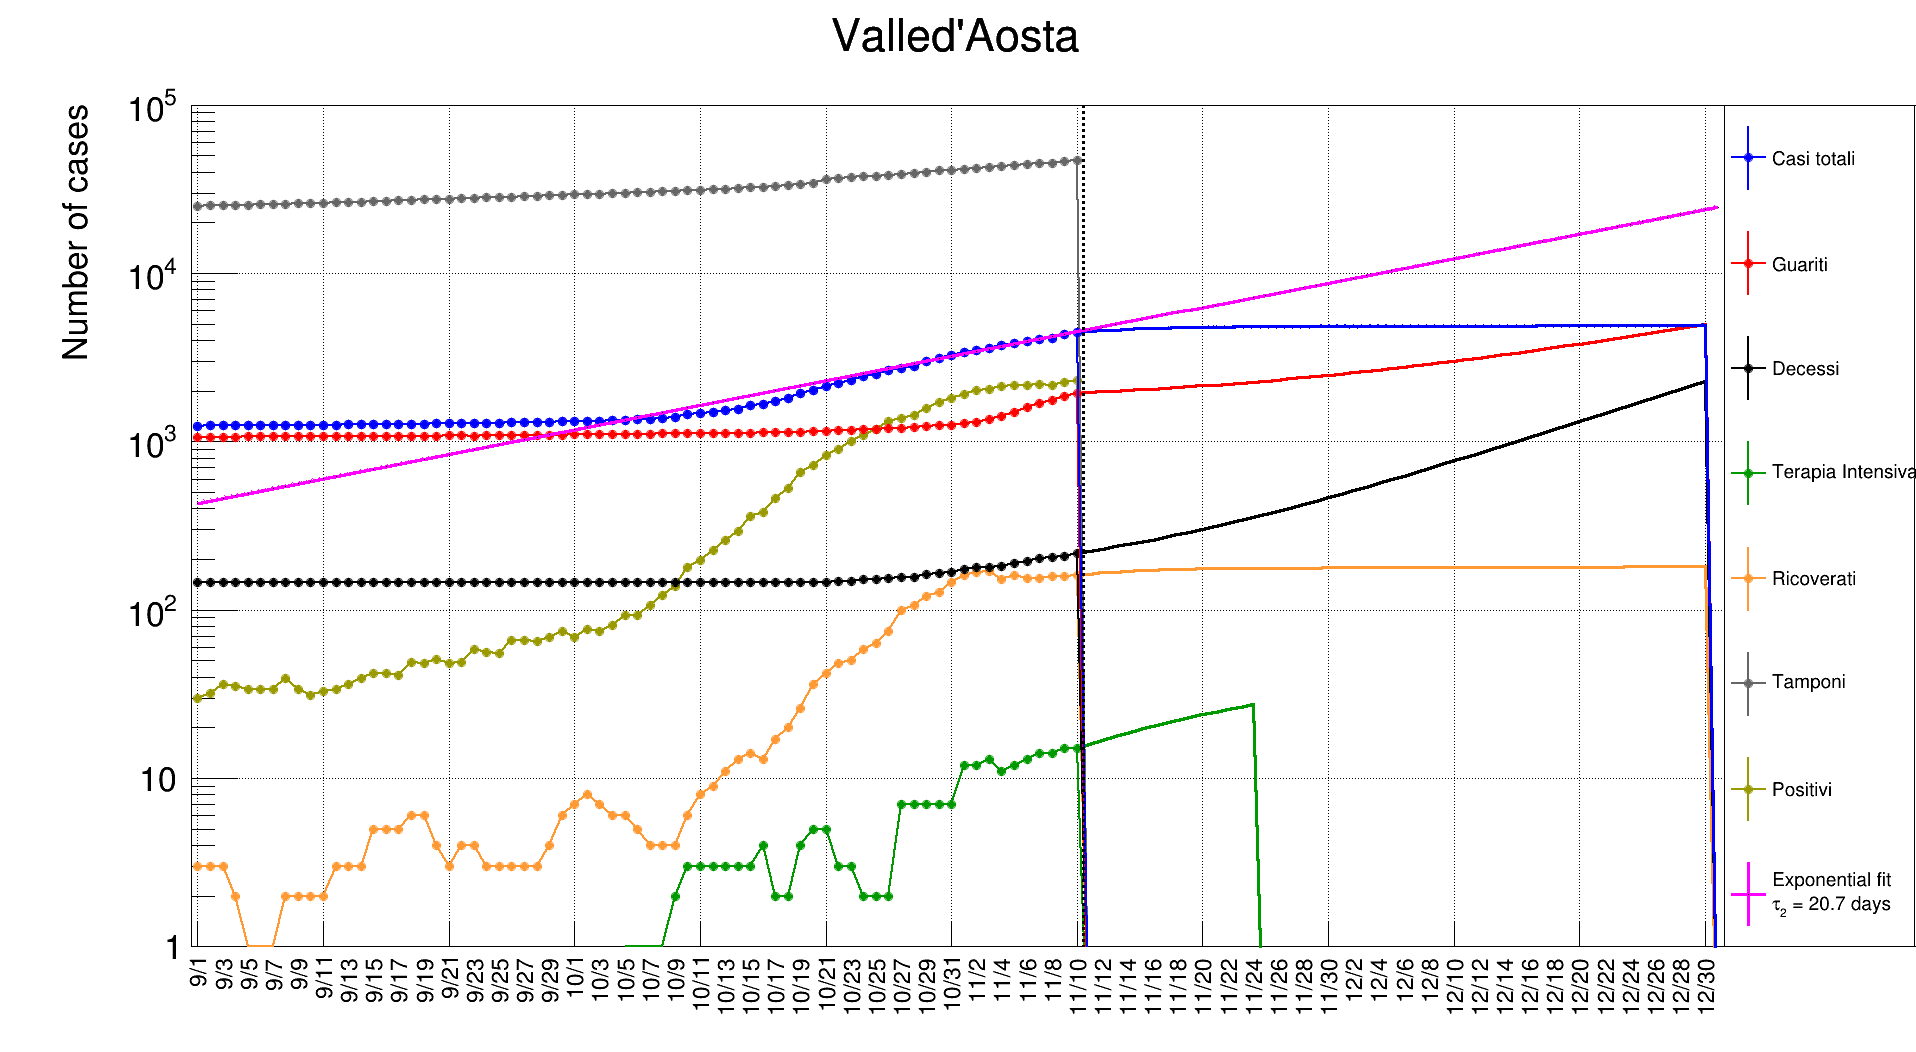 Valled'Aosta
Number of cases
10^5
10^4
10^3
10^2
10
1
9/1 9/3 9/5 9/7 9/9 9/11 9/13 9/15 9/17 9/19 9/21 9/23 9/25 9/27 9/29 10/1 10/3 10/5 10/7 10/9 10/11 10/13 10/15 10/17 10/19 10/21 10/23 10/25 10/27 10/29 10/31 11/2 11/4 11/6 11/8 11/10 11/12 11/14 11/16 11/18 11/20 11/22 11/24 11/26 11/28 11/30 12/2 12/4 12/6 12/8 12/10 12/12 12/14 12/16 12/18 12/20 12/22 12/24 12/26 12/28 12/30
Casi totali
Guariti
Decessi
Terapia Intensiva
Ricoverati
Tamponi
Positivi
Exponential fit
τ₂ = 20.7 days